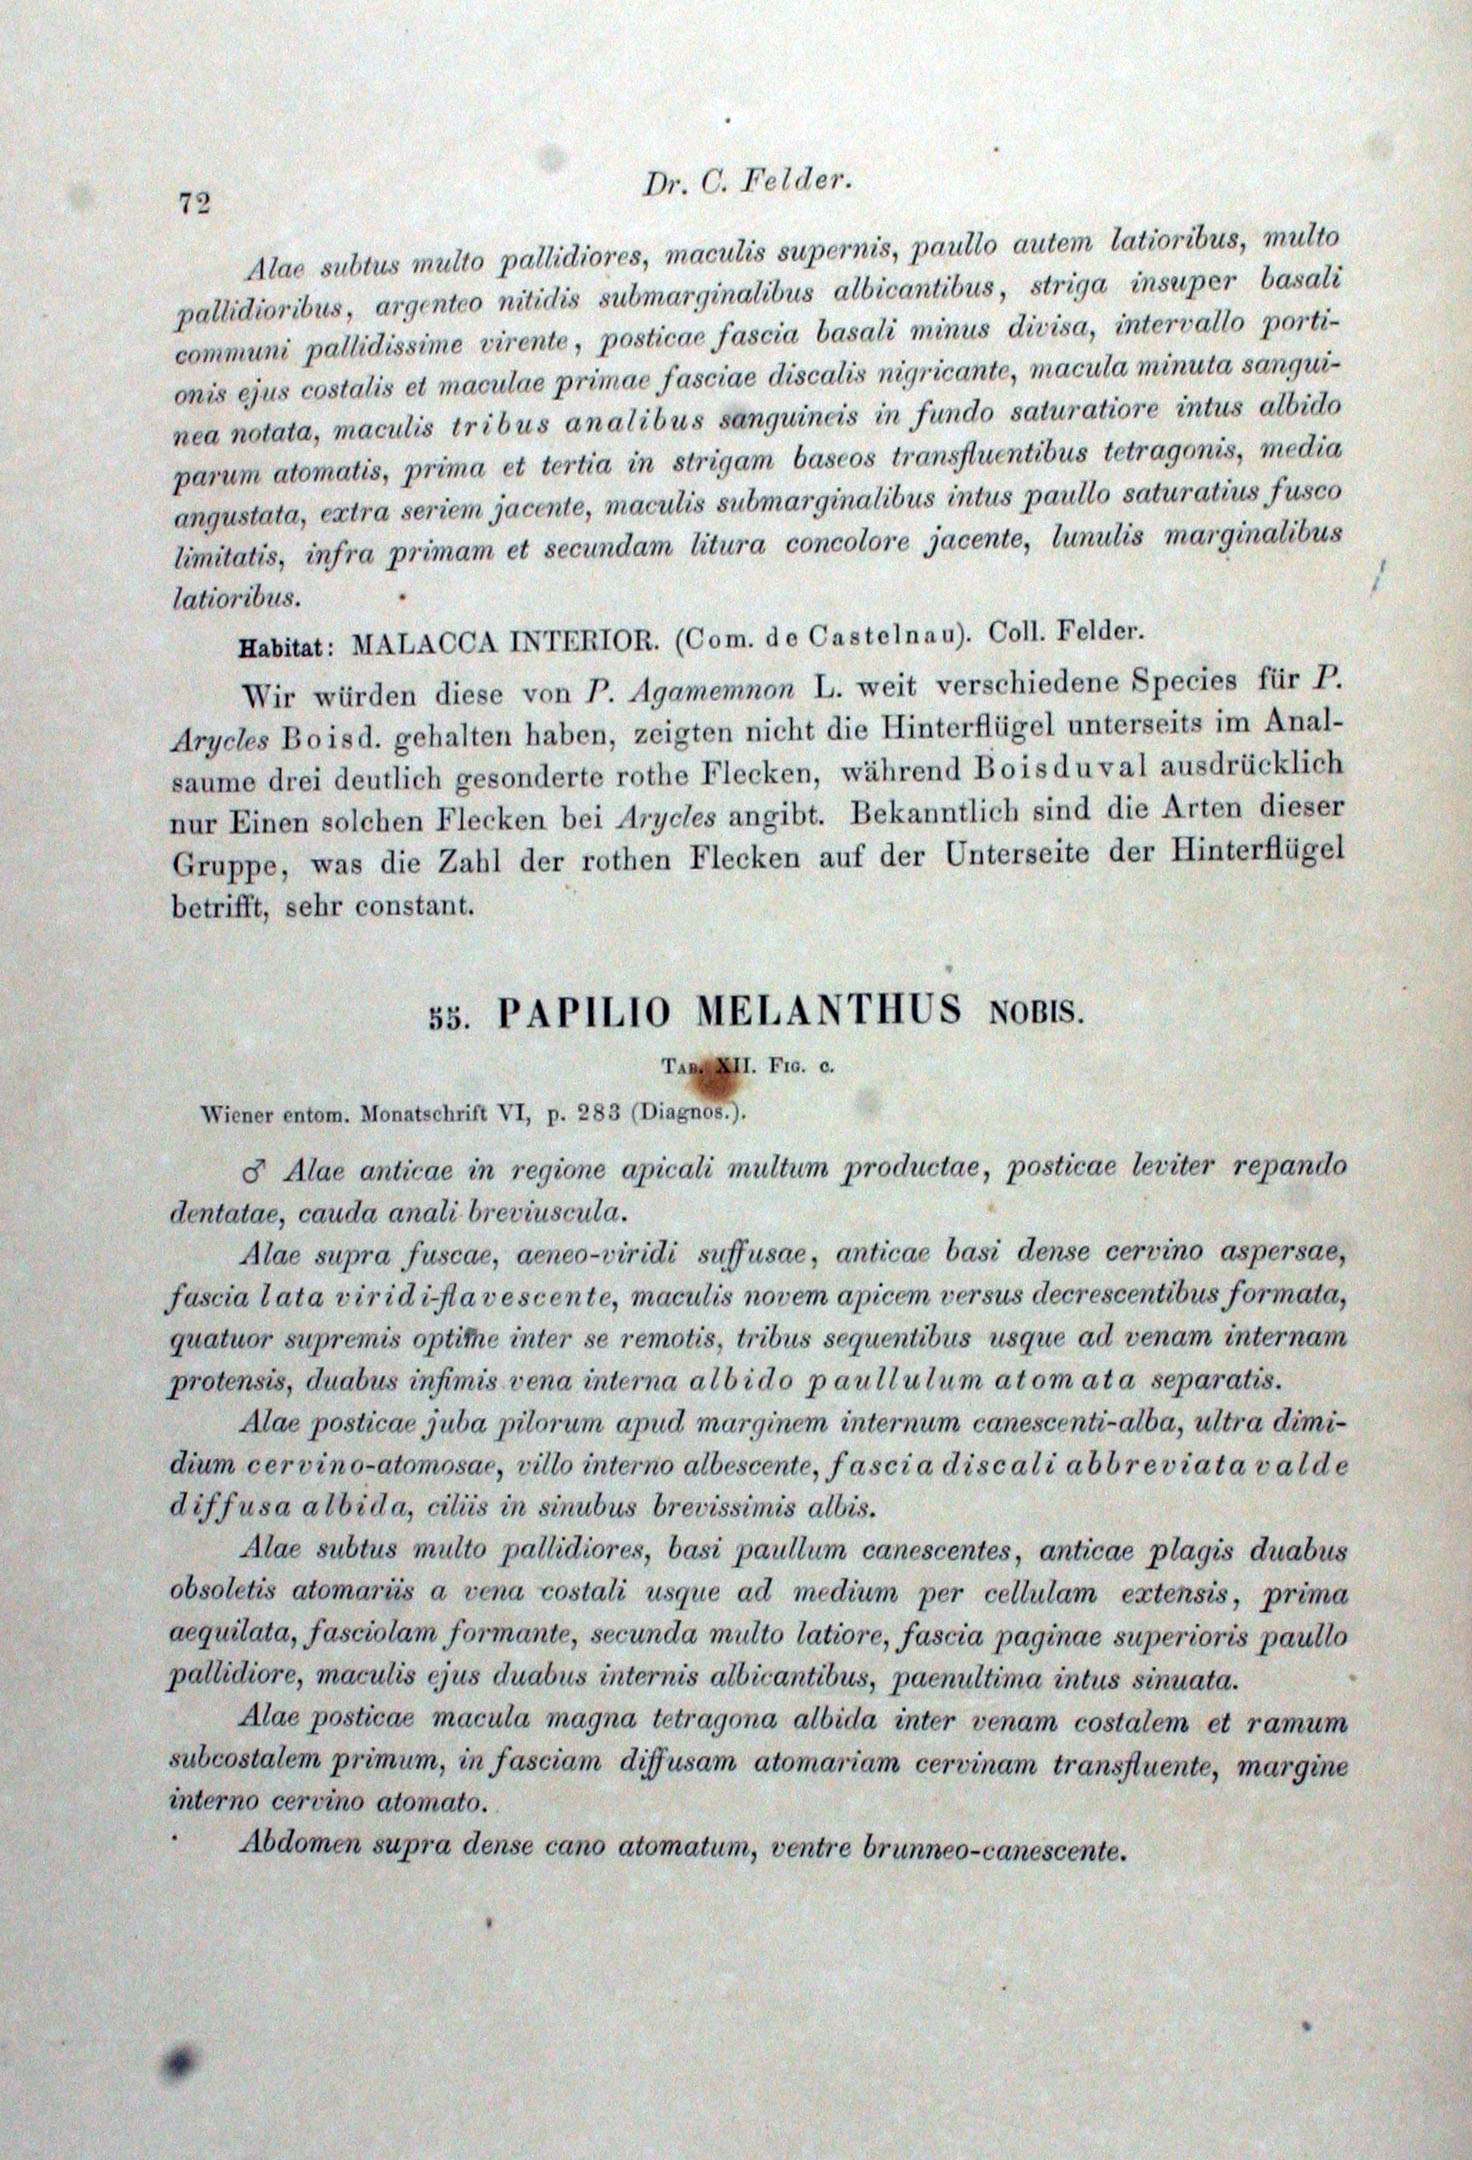 72
Dr. C. Felder.
Alae subtus multo pallidiores, maculis supernis, paullo autem latioribus, multo
pallidioribus, argenteo nitidis submarginalibus albicantibus, striga insuper basali
communi pallidissime virente, posticae fascia basali minus divisa, intervallo porti-
onis ejus costalis et maculae primae fasciae discalis nigricante, macula minuta sangui-
nea notata, maculis tribus analibus sanguineis in fundo saturatiore intus albido
parum atomatis, prima et tertia in strigam baseos transfluentibus tetragonis, media
angustata, extra seriem jacente, maculis submarginalibus intus paullo saturatius fusco
limitatis, infra primam et secundam litura concolore jacente, lunulis marginalibus
latioribus.
Habitat: MALACCA INTERIOR. (Com. de Castelnau). Coll. Felder.
Wir würden diese von P. Agamemnon L. weit verschiedene Species für P.
Arycles Boisd. gehalten haben, zeigten nicht die Hinterflügel unterseits im Anal-
saume drei deutlich gesonderte rothe Flecken, während Boisduval ausdrücklich
nur Einen solchen Flecken bei Arycles angibt. Bekanntlich sind die Arten dieser
Gruppe, was die Zahl der rothen Flecken auf der Unterseite der Hinterflügel
betrifft, sehr constant.
55. PAPILIO MELANTHUS NOBIS.
Tab. XII. Fig. c.
Wiener entom. Monatschrift VI, p. 283 (Diagnos.).
♂ Alae anticae in regione apicali multum productae, posticae leviter repando
dentatae, cauda anali breviuscula.
Alae supra fuscae, aeneo-viridi suffusae, anticae basi dense cervino aspersae,
fascia lata viridi-flavescente, maculis novem apicem versus decrescentibus formata,
quatuor supremis optime inter se remotis, tribus sequentibus usque ad venam internam
protensis, duabus infimis vena interna albido paullulum atomata separatis.
Alae posticae juba pilorum apud marginem internum canescenti-alba, ultra dimi-
dium cervino-atomosae, villo interno albescente, fascia discali abbreviata valde
diffusa albida, ciliis in sinubus brevissimis albis.
Alae subtus multo pallidiores, basi paullum canescentes, anticae plagis duabus
obsoletis atomariis a vena costali usque ad medium per cellulam extensis, prima
aequilata, fasciolam formante, secunda multo latiore, fascia paginae superioris paullo
pallidiore, maculis ejus duabus internis albicantibus, paenultima intus sinuata.
Alae posticae macula magna tetragona albida inter venam costalem et ramum
subcostalem primum, in fasciam diffusam atomariam cervinam transfluente, margine
interno cervino atomato.
Abdomen supra dense cano atomatum, ventre brunneo-canescente.